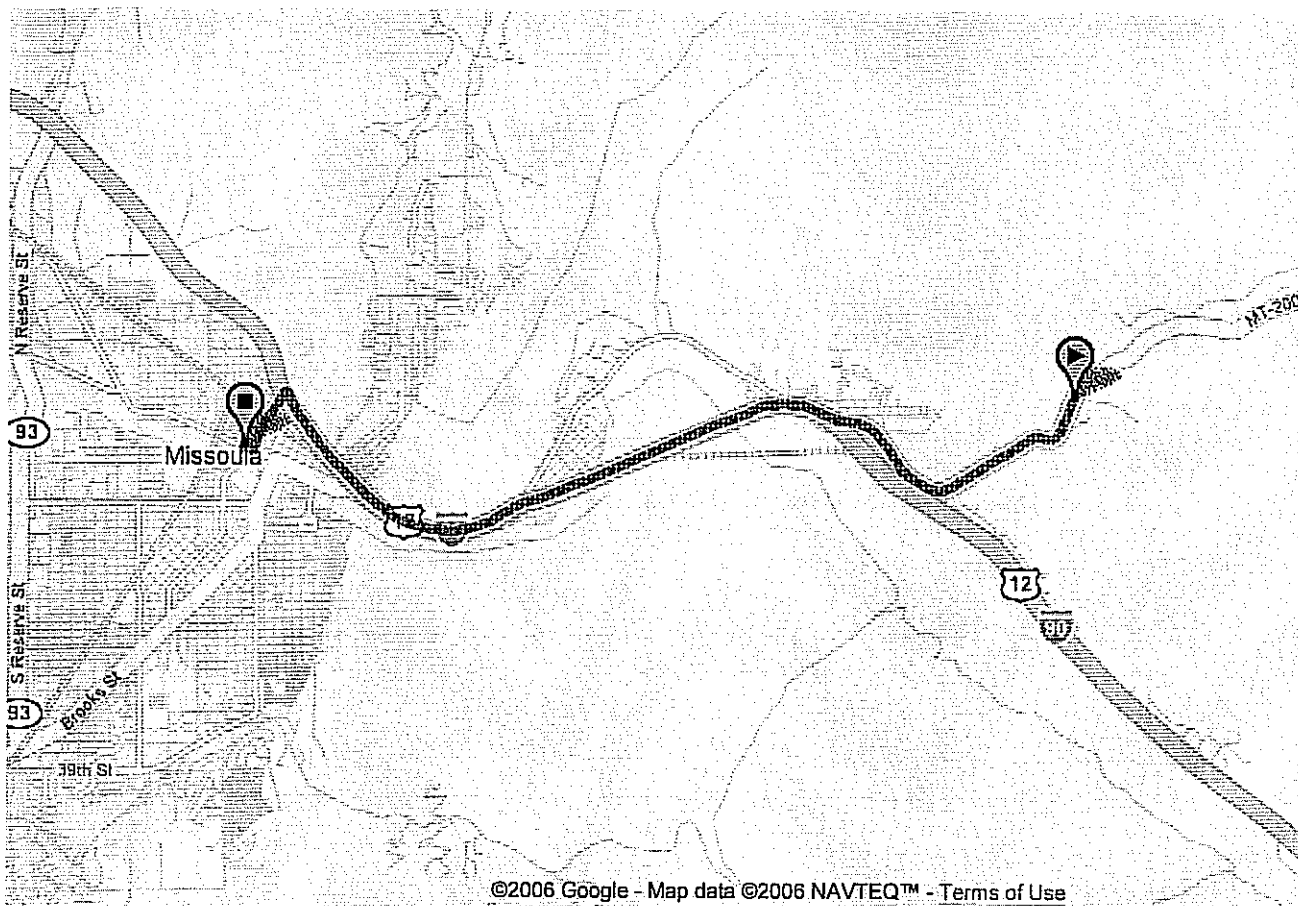 MT-200
N Reserve St
93
Missoula
12
90
S Reserve St
93
Brooks St
39th St
©2006 Google - Map data ©2006 NAVTEQ™ - Terms of Use